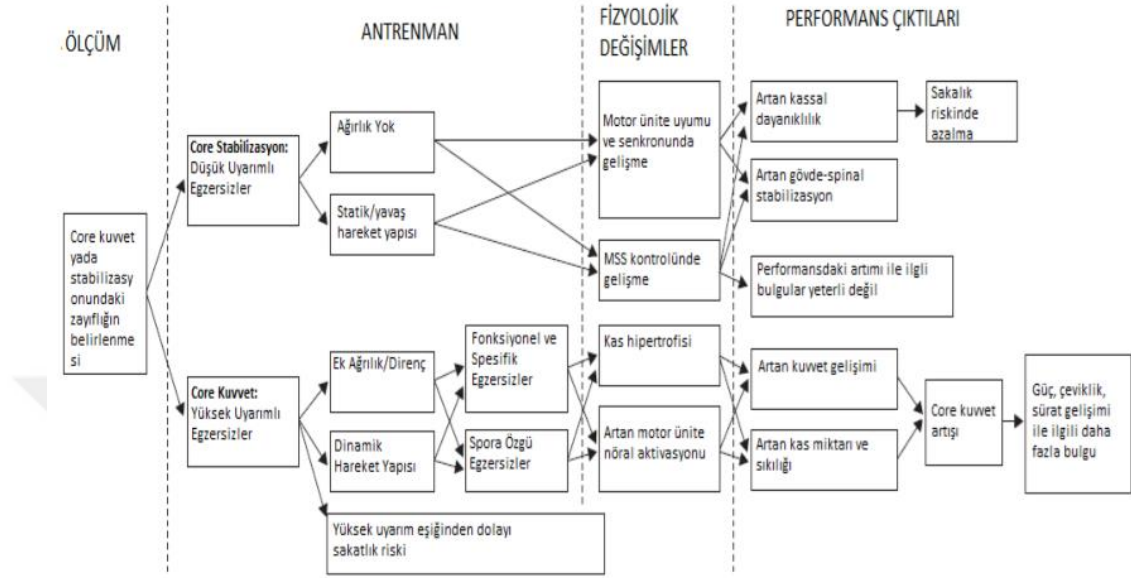 ÖLÇÜM
ANTRENMAN
FİZYOLOJİK
DEĞİŞİMLER
PERFORMANS ÇIKTILARI
Core kuvvet
yada
stabilizasy
onundaki
zayıflığın
belirlenme
si
Core Stabilizasyon:
Düşük Uyarımlı
Egzersizler
Ağırlık Yok
Statik/yavaş
hareket yapısı
Motor ünite uyumu
ve senkronunda
gelişme
MSS kontrolünde
gelişme
Artan kassal
dayanıklılık
Sakalık
riskinde
azalma
Artan gövde-spinal
stabilizasyon
Performansdaki artımı ile ilgli
bulgular yeterli değil
Core Kuvvet:
Yüksek Uyarımlı
Egzersizler
Ek Ağrılık/Direnç
Dinamik
Hareket Yapısı
Fonksiyonel ve
Spesifik
Egzersizler
Spora Özgü
Egzersizler
Yüksek uyarım eşiğinden dolayı
sakatlık riski
Kas hipertrofisi
Artan motor ünite
nöral aktivasyonu
Artan kuvvet gelişimi
Artan kas miktarı ve
sıkılığı
Core kuvvet
artışı
Güç, çeviklik,
sürat gelişimi
ile ilgili daha
fazla bulgu